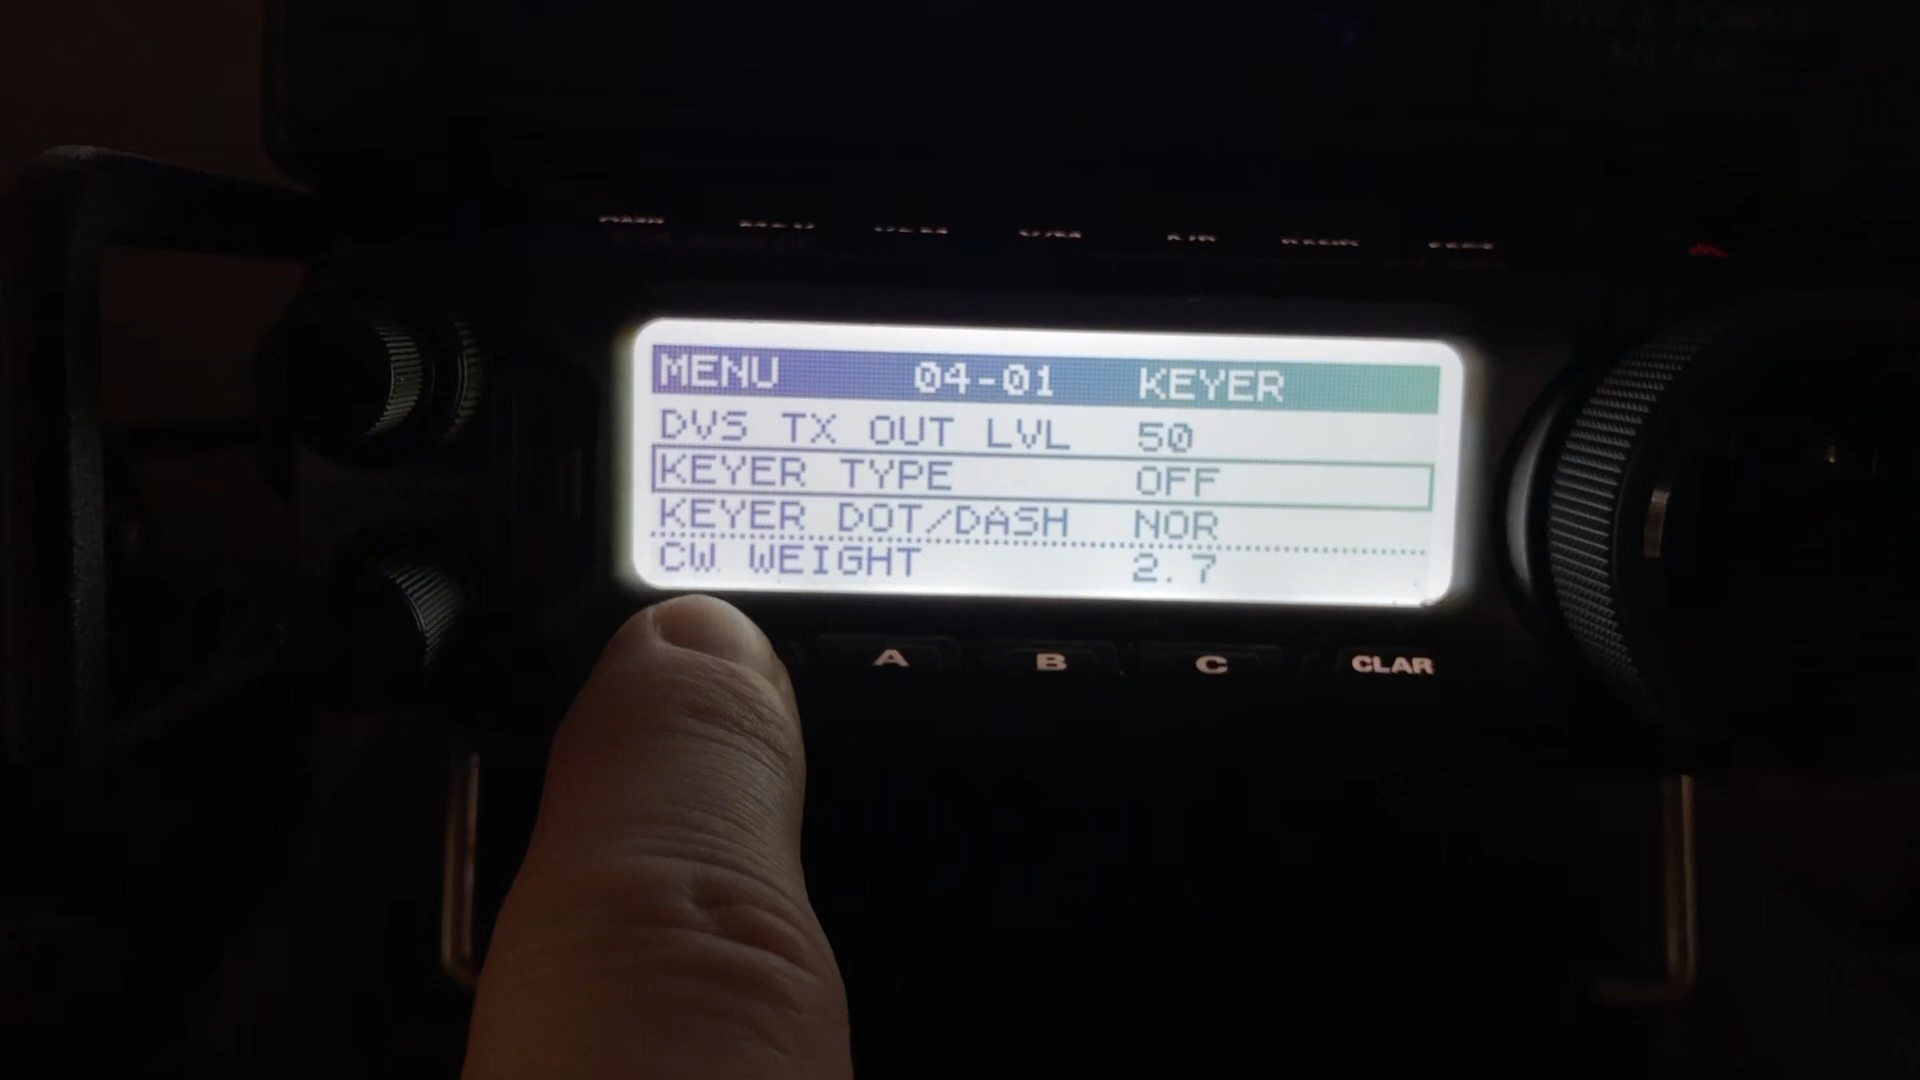 MENU 04-01 KEYER
DVS TX OUT LVL 50
KEYER TYPE OFF
KEYER DOT/DASH NOR
CW WEIGHT 2.7
A B C CLAR